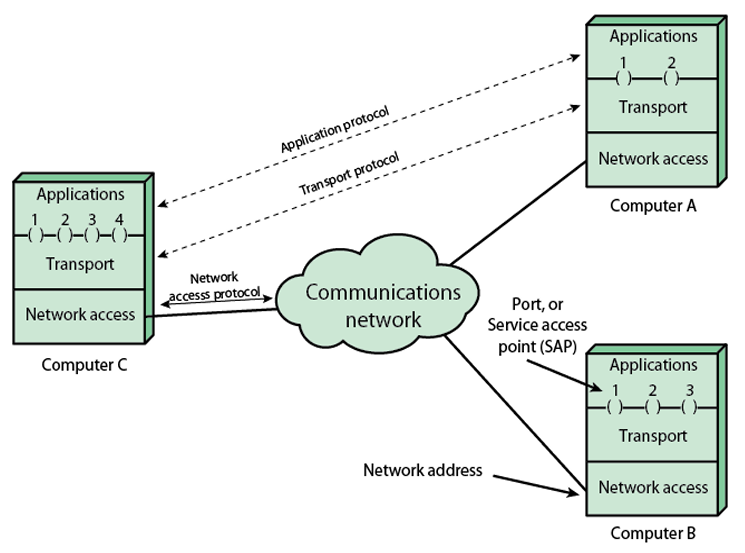 Applications
1 2
( ) ( )
Transport
Network access
Computer A
Application protocol
Transport protocol
Applications
1 2 3 4
( ) ( ) ( ) ( )
Transport
Network access
Computer C
Network
accesss protocol
Communications
network
Port, or
Service access
point (SAP)
Applications
1 2 3
( ) ( ) ( )
Transport
Network access
Computer B
Network address